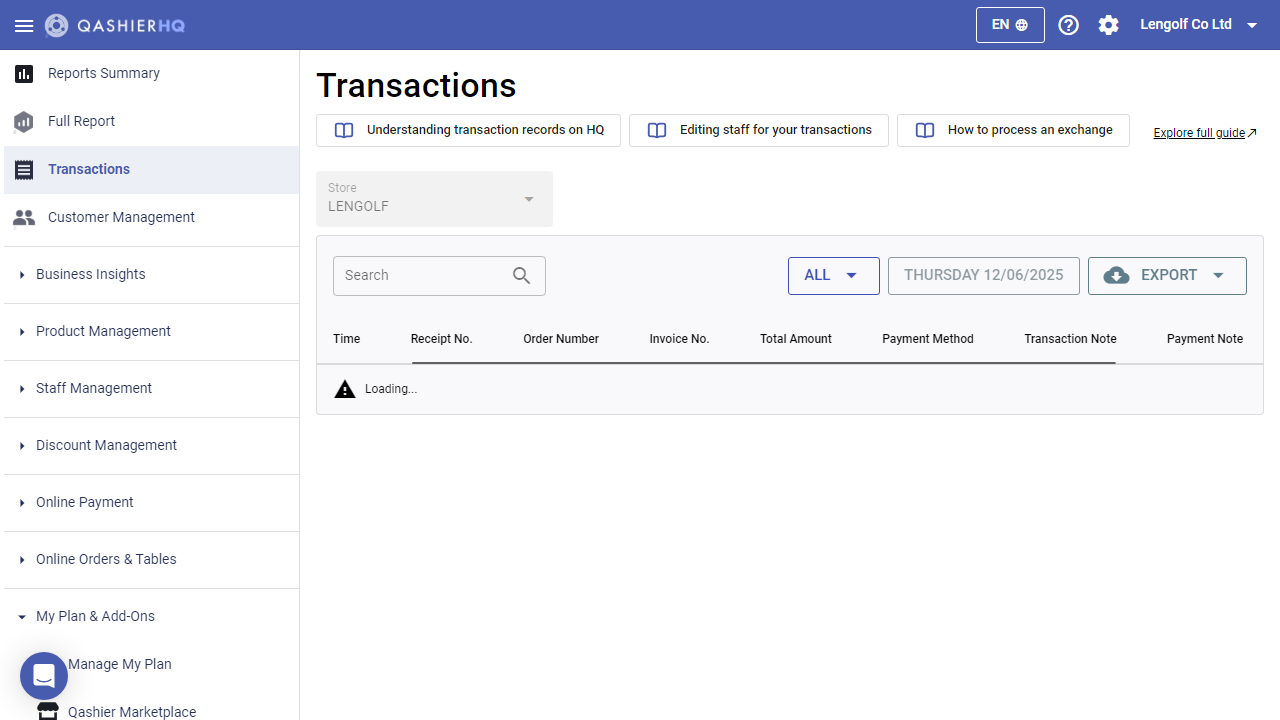 QASHIERHQ
EN
Lengolf Co Ltd
Reports Summary
Full Report
Transactions
Customer Management
Business Insights
Product Management
Staff Management
Discount Management
Online Payment
Online Orders & Tables
My Plan & Add-Ons
Manage My Plan
Qashier Marketplace
Transactions
Understanding transaction records on HQ
Editing staff for your transactions
How to process an exchange
Explore full guide
Store
LENGOLF
Search
ALL
THURSDAY 12/06/2025
EXPORT
Time Receipt No. Order Number Invoice No. Total Amount Payment Method Transaction Note Payment Note
Loading...